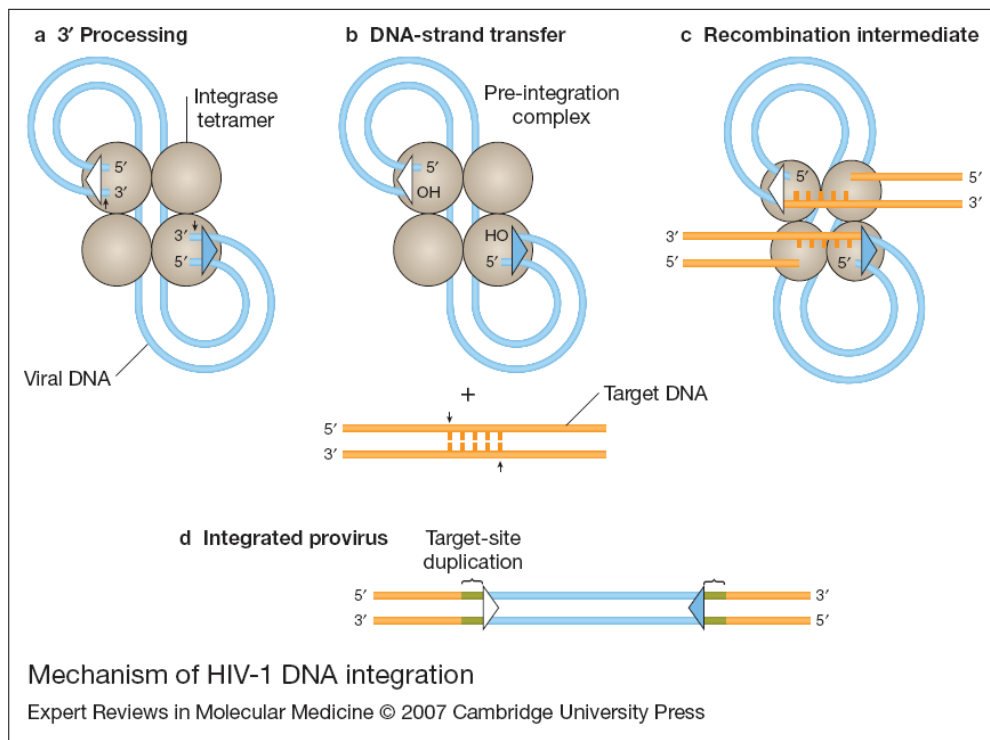 a 3′ Processing
b DNA-strand transfer
c Recombination intermediate
Integrase
tetramer
5′
3′
3′
5′
Viral DNA
Pre-integration
complex
5′
OH
HO
5′
+
Target DNA
5′
3′
5′
5′
3′
3′
5′
5′
d Integrated provirus
Target-site
duplication
5′
3′
3′
5′
Mechanism of HIV-1 DNA integration
Expert Reviews in Molecular Medicine © 2007 Cambridge University Press